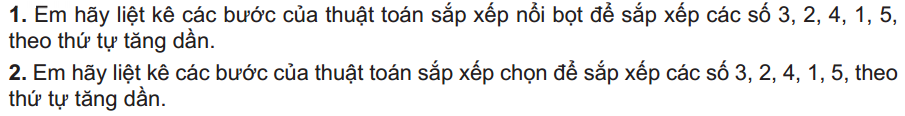 1. Em hãy liệt kê các bước của thuật toán sắp xếp nổi bọt để sắp xếp các số 3, 2, 4, 1, 5,
theo thứ tự tăng dần.
2. Em hãy liệt kê các bước của thuật toán sắp xếp chọn để sắp xếp các số 3, 2, 4, 1, 5, theo
thứ tự tăng dần.